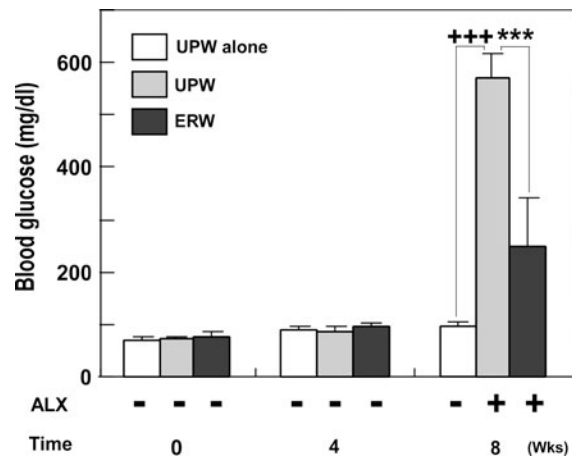 +++ ***
UPW alone
UPW
ERW
Blood glucose (mg/dl)
600
400
200
0
ALX - - - - - - - + +
Time 0 4 8 (Wks)